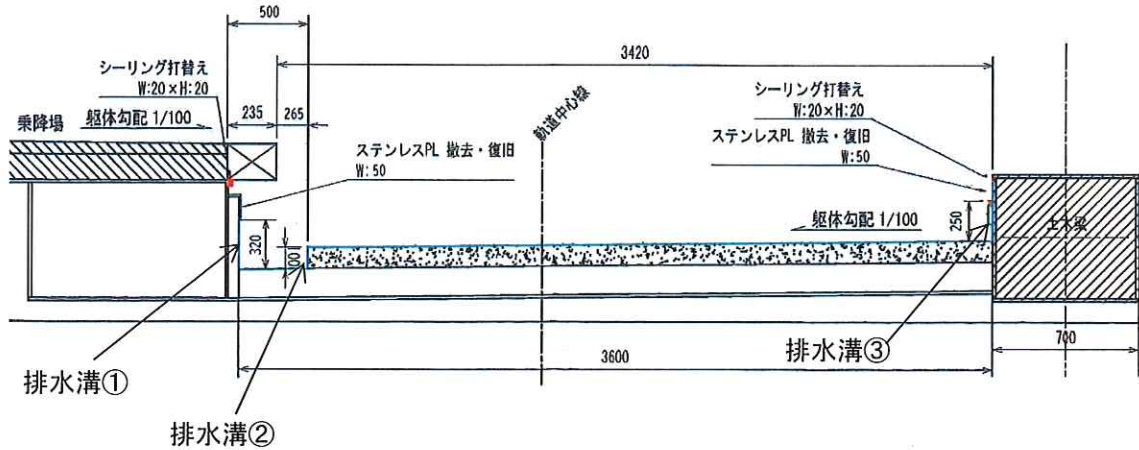 500
3420
シーリング打替え
W:20×H:20
乗降場
躯体勾配 1/100
235
265
ステンレスPL 撤去・復旧
W:50
軌道中心線
シーリング打替え
W:20×H:20
ステンレスPL 撤去・復旧
W:50
躯体勾配 1/100
250
土木梁
320
100
3600
700
排水溝①
排水溝②
排水溝③